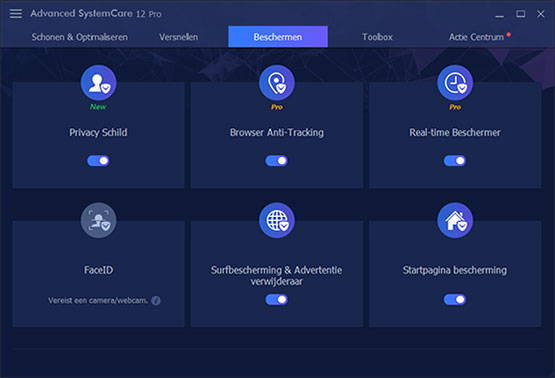 Advanced SystemCare 12 Pro
Schonen & Optimaliseren Versnellen Beschermen Toolbox Actie Centrum
New Pro Pro
Privacy Schild Browser Anti-Tracking Real-time Beschermer
FaceID Surfbescherming & Advertentie verwijderaar Startpagina bescherming
Vereist een camera/webcam. i